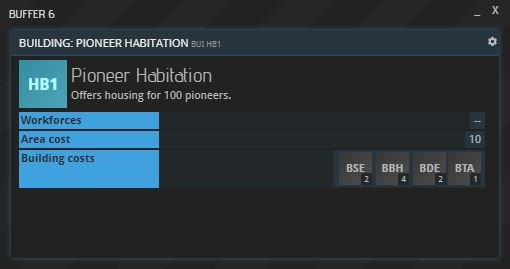 BUFFER 6 _ X
BUILDING: PIONEER HABITATION BUI HB1
HB1 Pioneer Habitation
Offers housing for 100 pioneers.
Workforces --
Area cost 10
Building costs BSE BBH BDE BTA
2 4 2 1